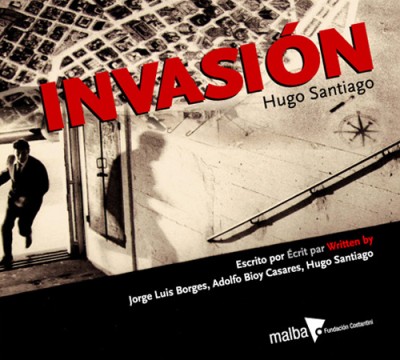 INVASIÓN
Hugo Santiago
Escrito por Écrit par Written by
Jorge Luis Borges, Adolfo Bioy Casares, Hugo Santiago
malba Fundación Costantini